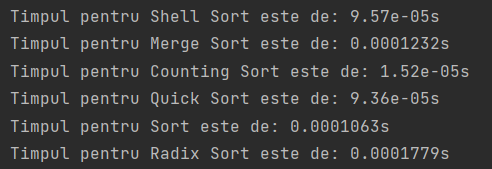 Timpul pentru Shell Sort este de: 9.57e-05s
Timpul pentru Merge Sort este de: 0.0001232s
Timpul pentru Counting Sort este de: 1.52e-05s
Timpul pentru Quick Sort este de: 9.36e-05s
Timpul pentru Sort este de: 0.0001063s
Timpul pentru Radix Sort este de: 0.0001779s